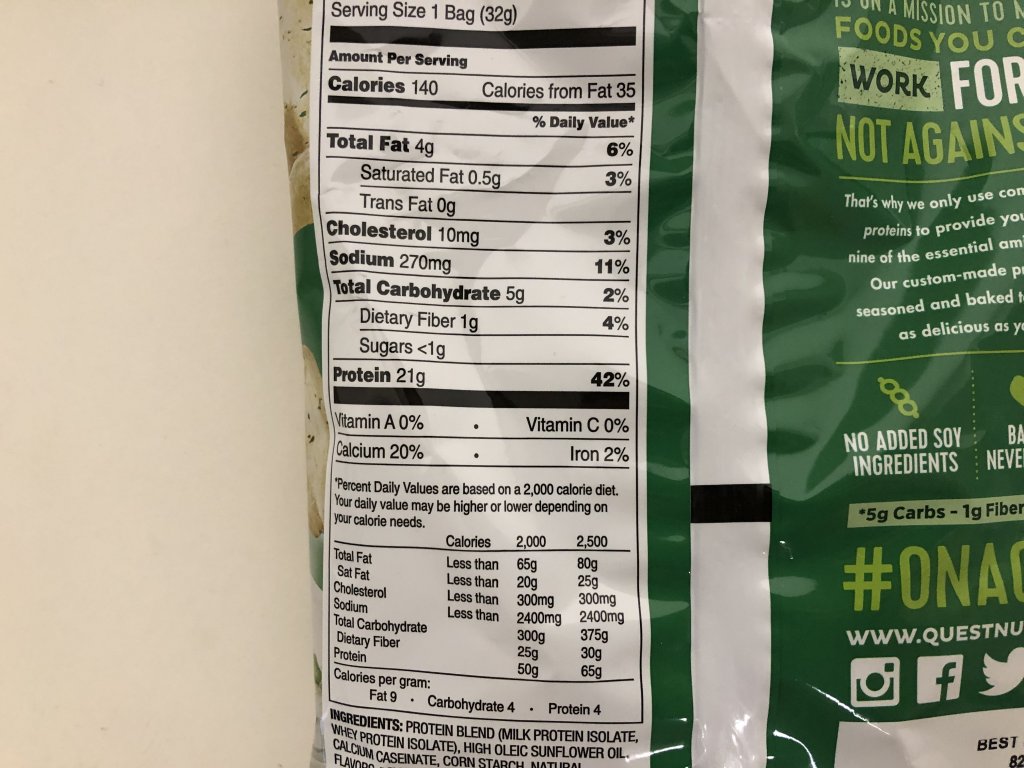 Serving Size 1 Bag (32g)
Amount Per Serving
Calories 140 Calories from Fat 35
% Daily Value*
Total Fat 4g 6%
Saturated Fat 0.5g 3%
Trans Fat 0g
Cholesterol 10mg 3%
Sodium 270mg 11%
Total Carbohydrate 5g 2%
Dietary Fiber 1g 4%
Sugars <1g
Protein 21g 42%
Vitamin A 0% • Vitamin C 0%
Calcium 20% • Iron 2%
*Percent Daily Values are based on a 2,000 calorie diet.
Your daily value may be higher or lower depending on
your calorie needs.
Calories 2,000 2,500
Total Fat Less than 65g 80g
Sat Fat Less than 20g 25g
Cholesterol Less than 300mg 300mg
Sodium Less than 2400mg 2400mg
Total Carbohydrate 300g 375g
Dietary Fiber 25g 30g
Protein 50g 65g
Calories per gram:
Fat 9 • Carbohydrate 4 • Protein 4
INGREDIENTS: PROTEIN BLEND (MILK PROTEIN ISOLATE,
WHEY PROTEIN ISOLATE), HIGH OLEIC SUNFLOWER OIL,
CALCIUM CASEINATE, CORN STARCH, NATURAL
IS ON A MISSION TO
FOODS YOU
WORK FOR
NOT AGAINS
That's why we only use
proteins to provide you
nine of the essential
Our custom-made
seasoned and baked
as delicious as
NO ADDED SOY
INGREDIENTS
BA
NEVE
*5g Carbs - 1g Fiber
#ONA
WWW.QUESTNU
BEST
82